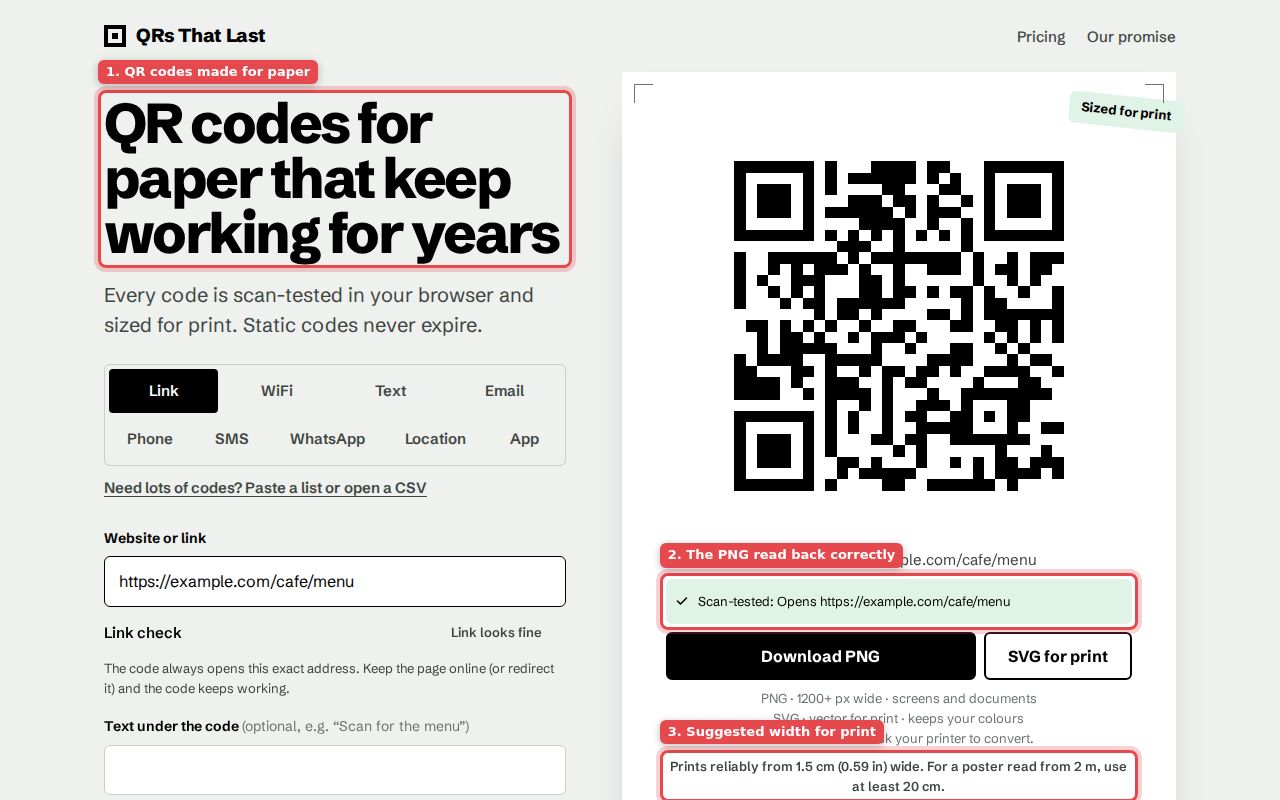 QRs That Last
Pricing
Our promise
1. QR codes made for paper
QR codes for
paper that keep
working for years
Every code is scan-tested in your browser and
sized for print. Static codes never expire.
Link
WiFi
Text
Email
Phone
SMS
WhatsApp
Location
App
Need lots of codes? Paste a list or open a CSV
Website or link
https://example.com/cafe/menu
Link check
Link looks fine
The code always opens this exact address. Keep the page online (or redirect
it) and the code keeps working.
Text under the code (optional, e.g. “Scan for the menu”)
Sized for print
2. The PNG read back correctly
ple.com/cafe/menu
Scan-tested: Opens https://example.com/cafe/menu
Download PNG
SVG for print
PNG · 1200+ px wide · screens and documents
SVG · vector for print · keeps your colours
3. Suggested width for print
your printer to convert.
Prints reliably from 1.5 cm (0.59 in) wide. For a poster read from 2 m, use
at least 20 cm.